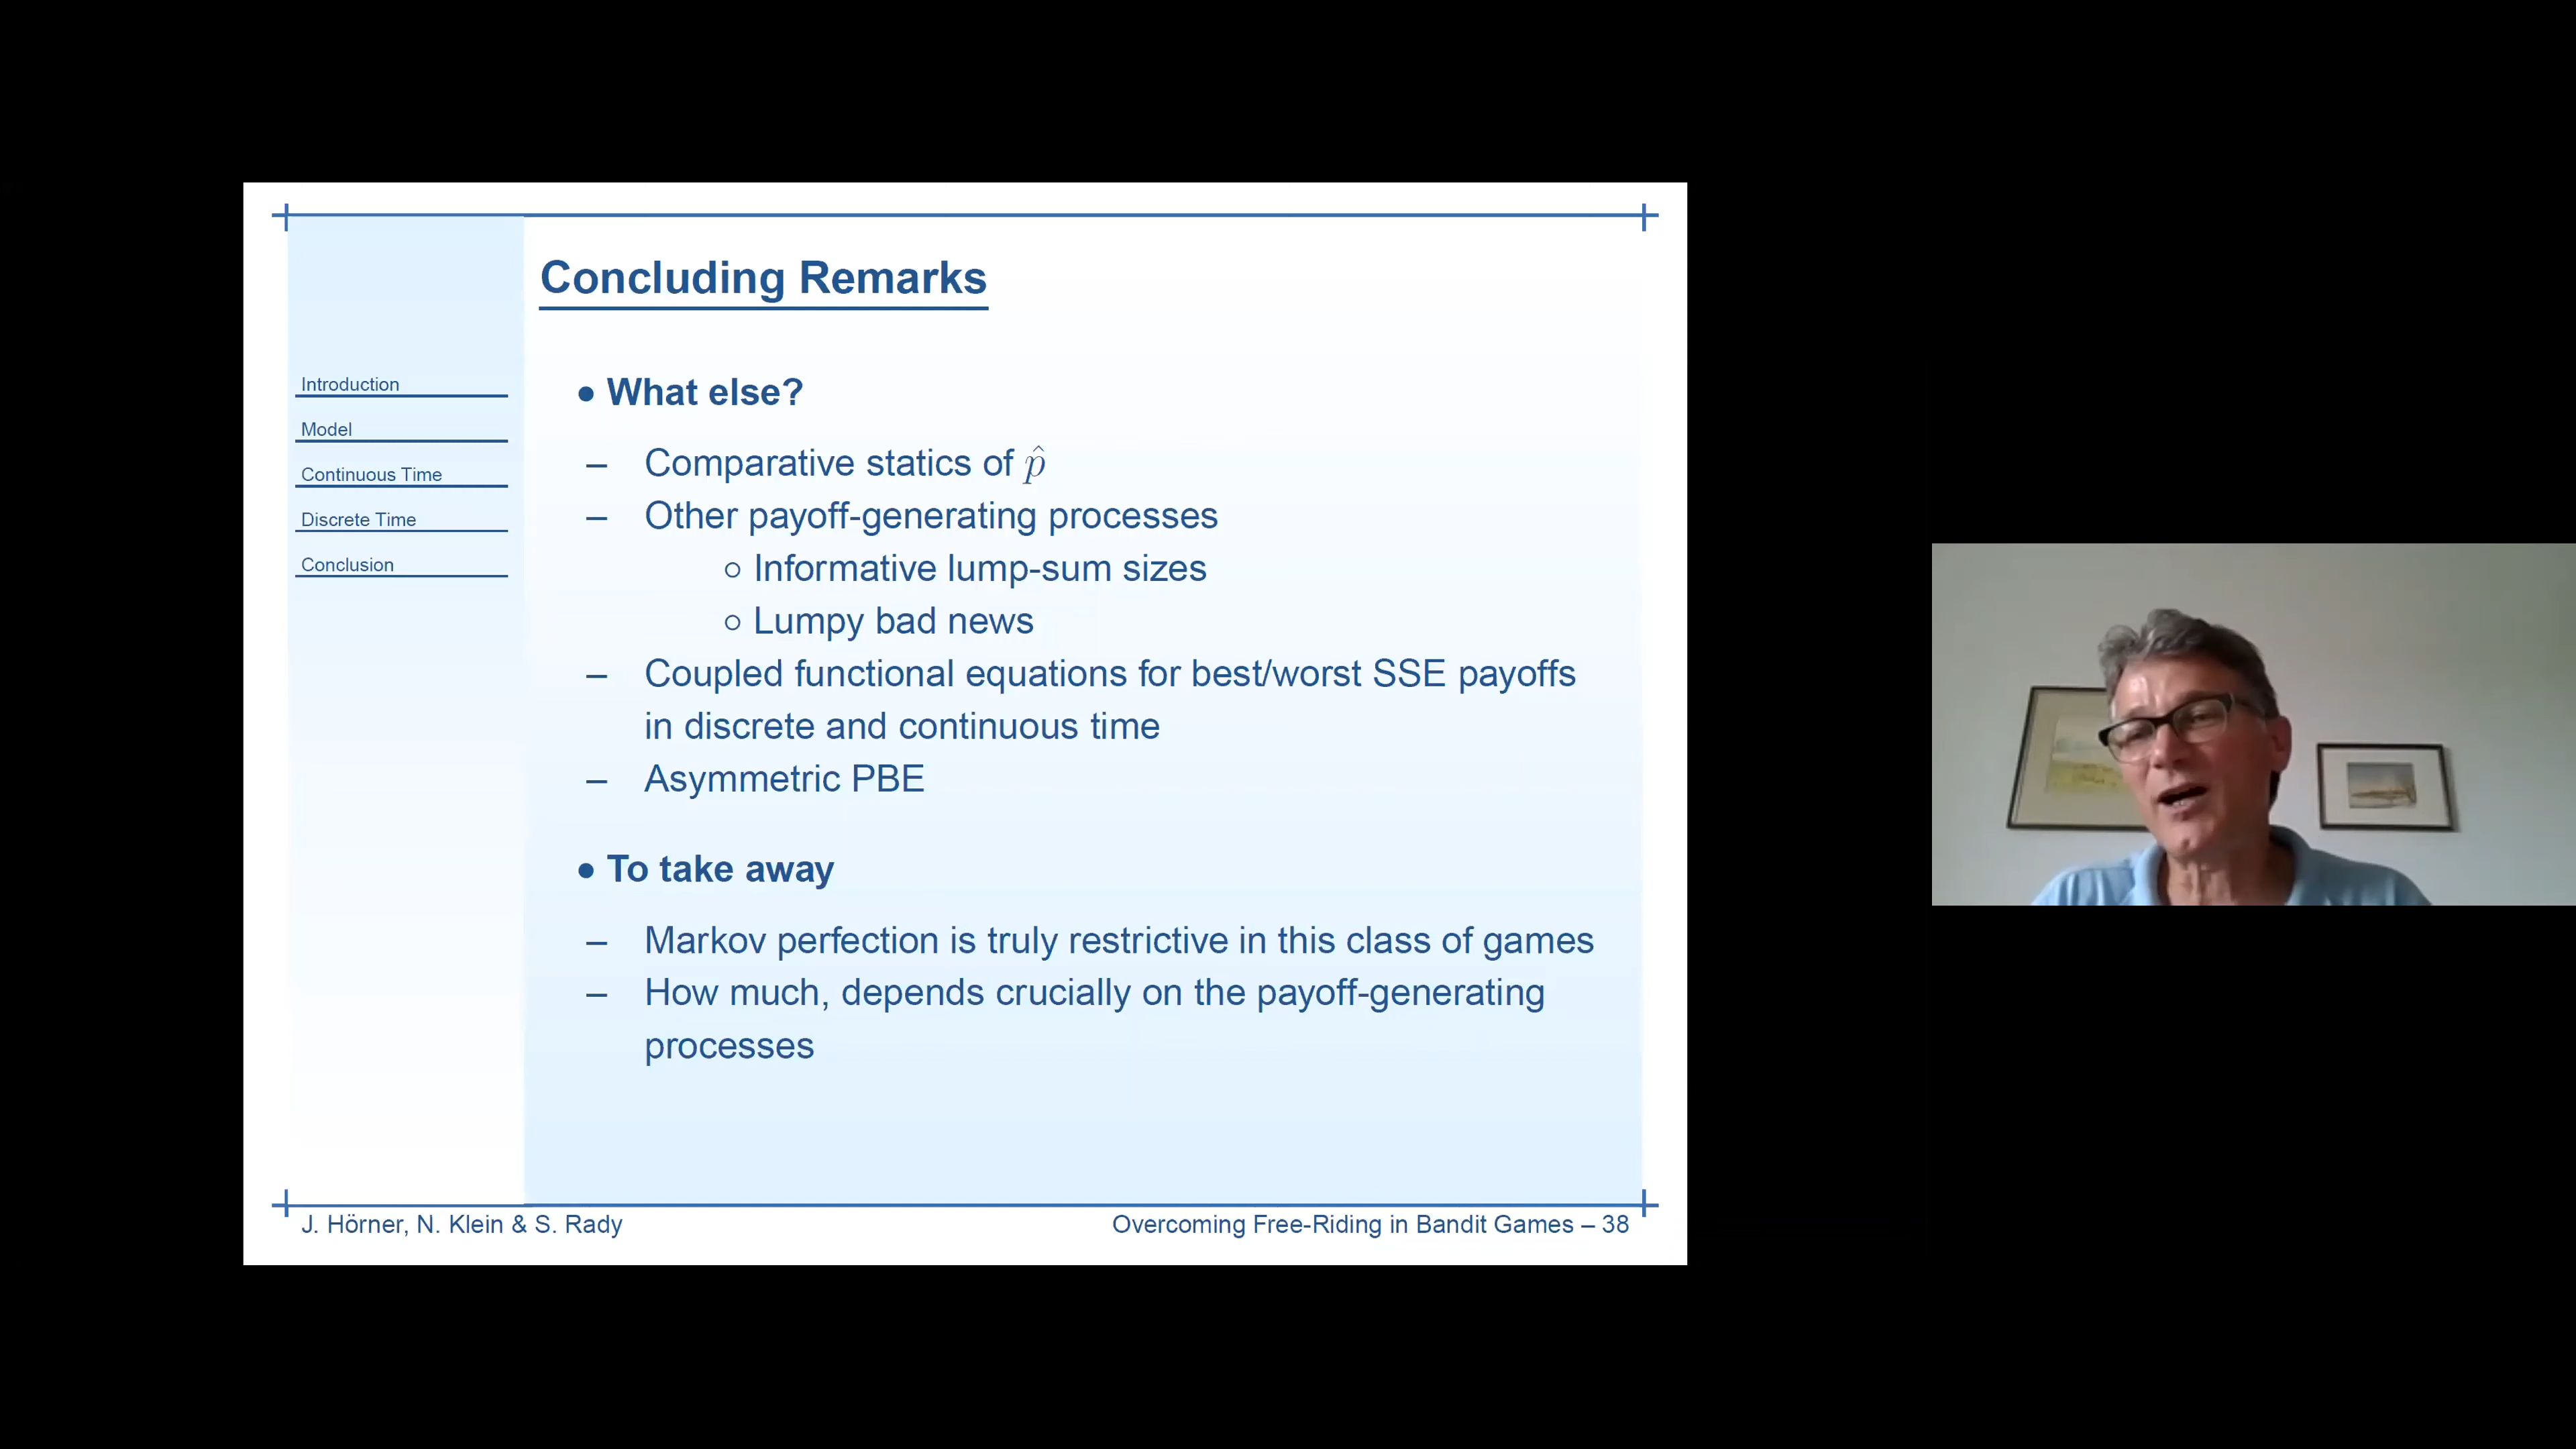 Concluding Remarks
Introduction
Model
Continuous Time
Discrete Time
Conclusion
● What else?
– Comparative statics of p̂
– Other payoff-generating processes
○ Informative lump-sum sizes
○ Lumpy bad news
– Coupled functional equations for best/worst SSE payoffs
in discrete and continuous time
– Asymmetric PBE
● To take away
– Markov perfection is truly restrictive in this class of games
– How much, depends crucially on the payoff-generating
processes
J. Hörner, N. Klein & S. Rady
Overcoming Free-Riding in Bandit Games – 38